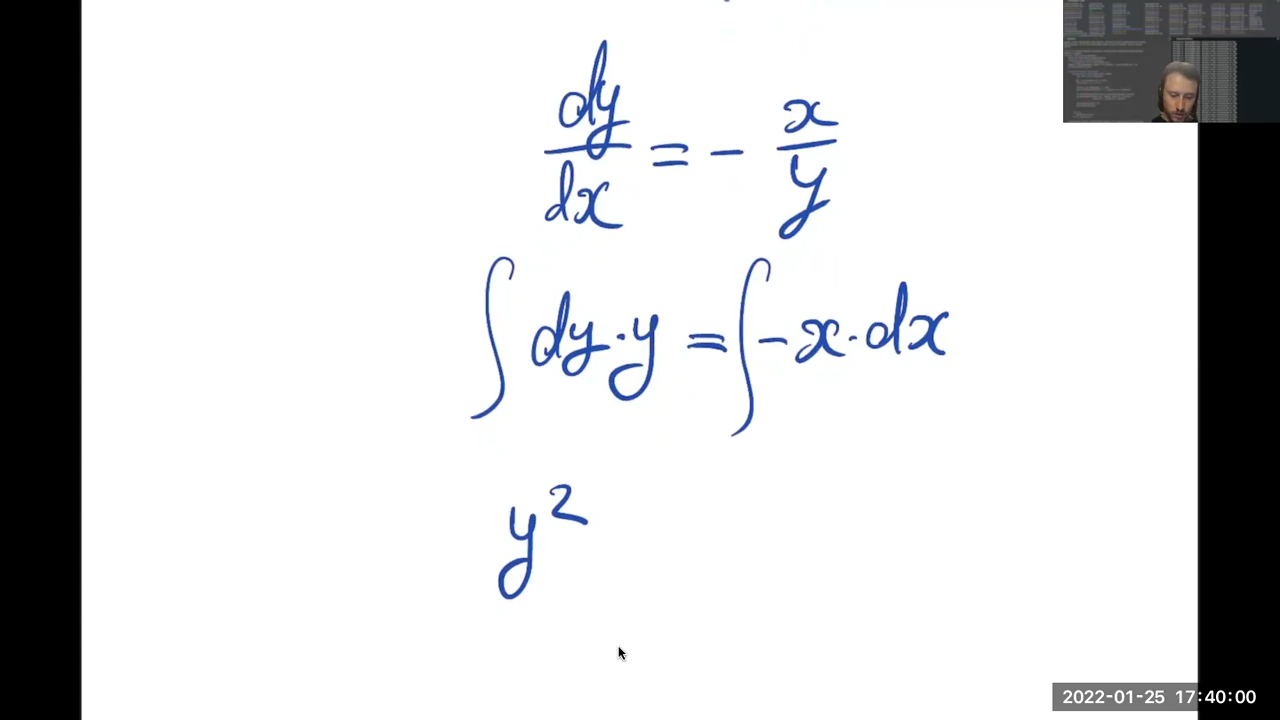 dy/dx = - x/y
∫ dy·y = ∫ -x·dx
y²
2022-01-25 17:40:00